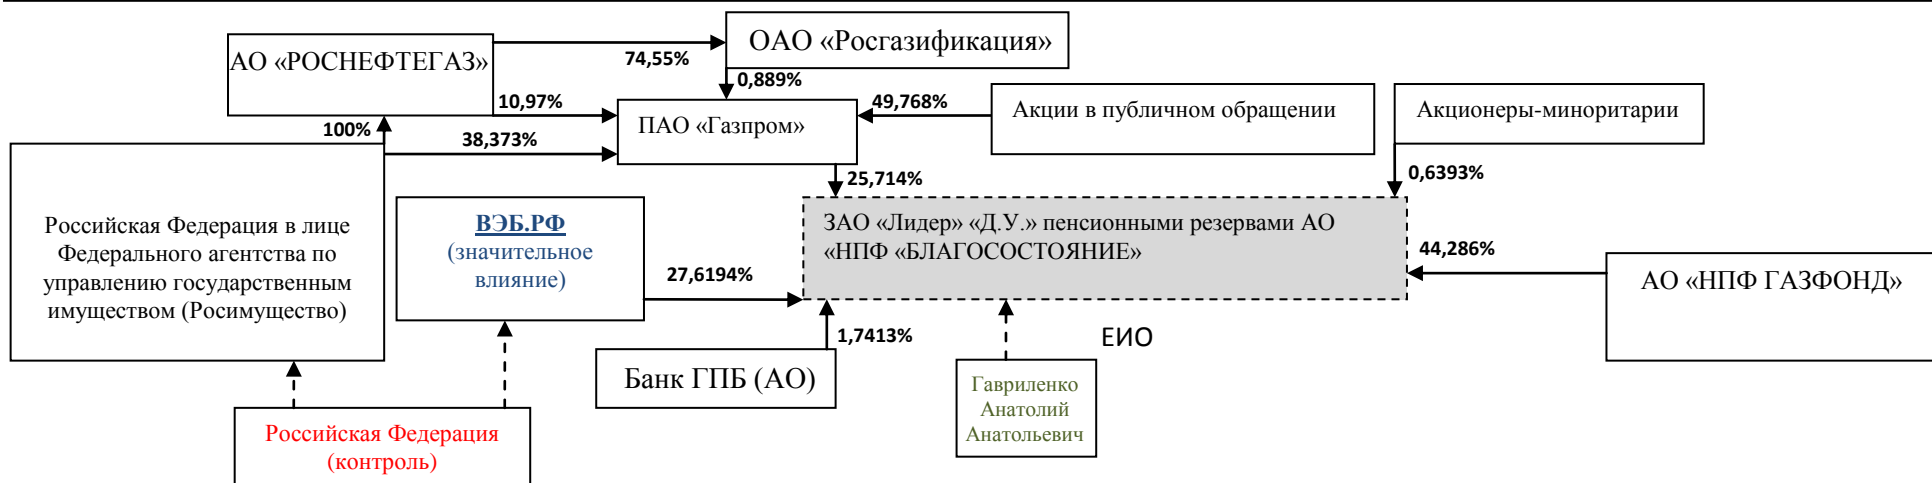 ОАО «Росгазификация»
АО «РОСНЕФТЕГАЗ»
74,55%
0,889%
10,97%
49,768%
Акции в публичном обращении
Акционеры-миноритарии
ПАО «Газпром»
100%
38,373%
25,714%
0,6393%
Российская Федерация в лице
Федерального агентства по
управлению государственным
имуществом (Росимущество)
ВЭБ.РФ
(значительное
влияние)
27,6194%
ЗАО «Лидер» «Д.У.» пенсионными резервами АО
«НПФ «БЛАГОСОСТОЯНИЕ»
44,286%
АО «НПФ ГАЗФОНД»
1,7413%
ЕИО
Банк ГПБ (АО)
Гавриленко
Анатолий
Анатольевич
Российская Федерация
(контроль)